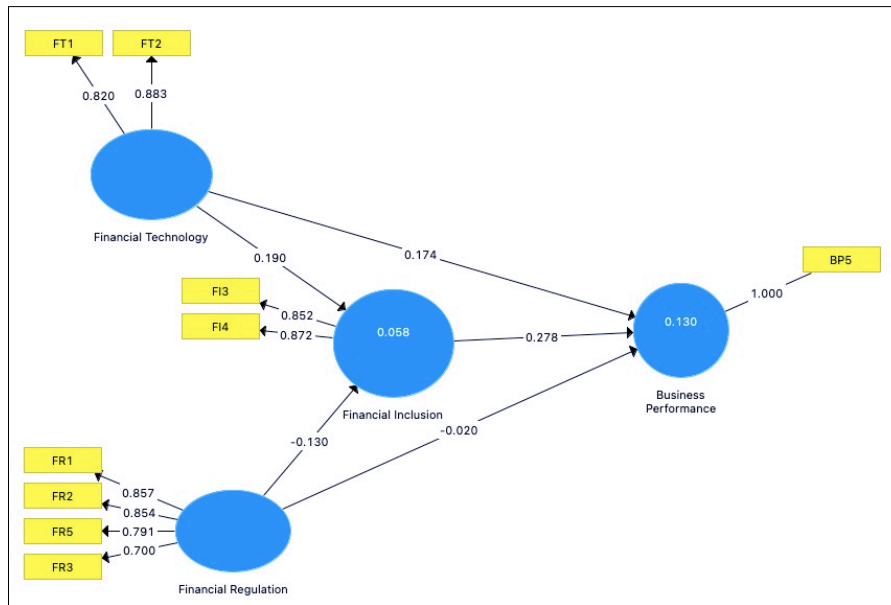 FT1
FT2
0.820
0.883
Financial Technology
0.190
0.174
BP5
1.000
FI3
FI4
0.852
0.872
0.058
0.278
0.130
Financial Inclusion
Business
Performance
-0.130
-0.020
FR1
FR2
FR5
FR3
0.857
0.854
0.791
0.700
Financial Regulation